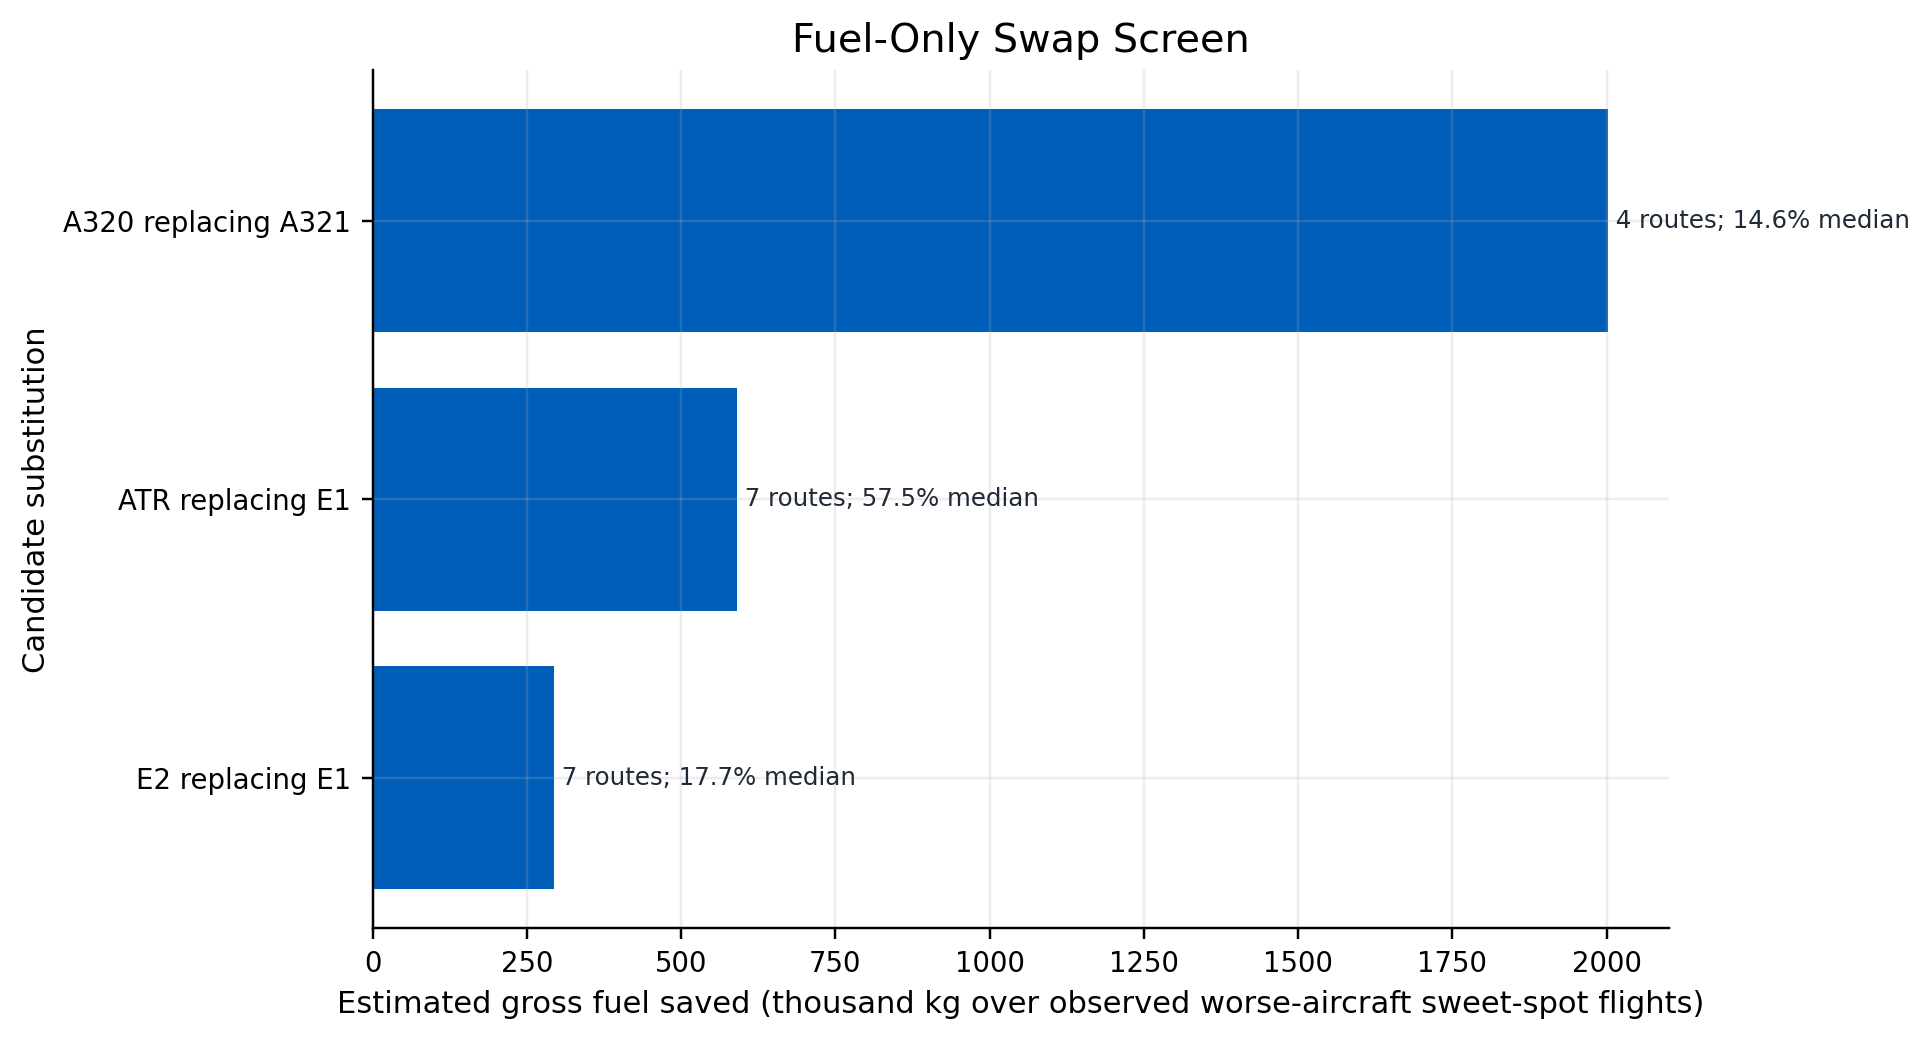 Fuel-Only Swap Screen
Candidate substitution
A320 replacing A321
4 routes; 14.6% median
ATR replacing E1
7 routes; 57.5% median
E2 replacing E1
7 routes; 17.7% median
0 250 500 750 1000 1250 1500 1750 2000
Estimated gross fuel saved (thousand kg over observed worse-aircraft sweet-spot flights)